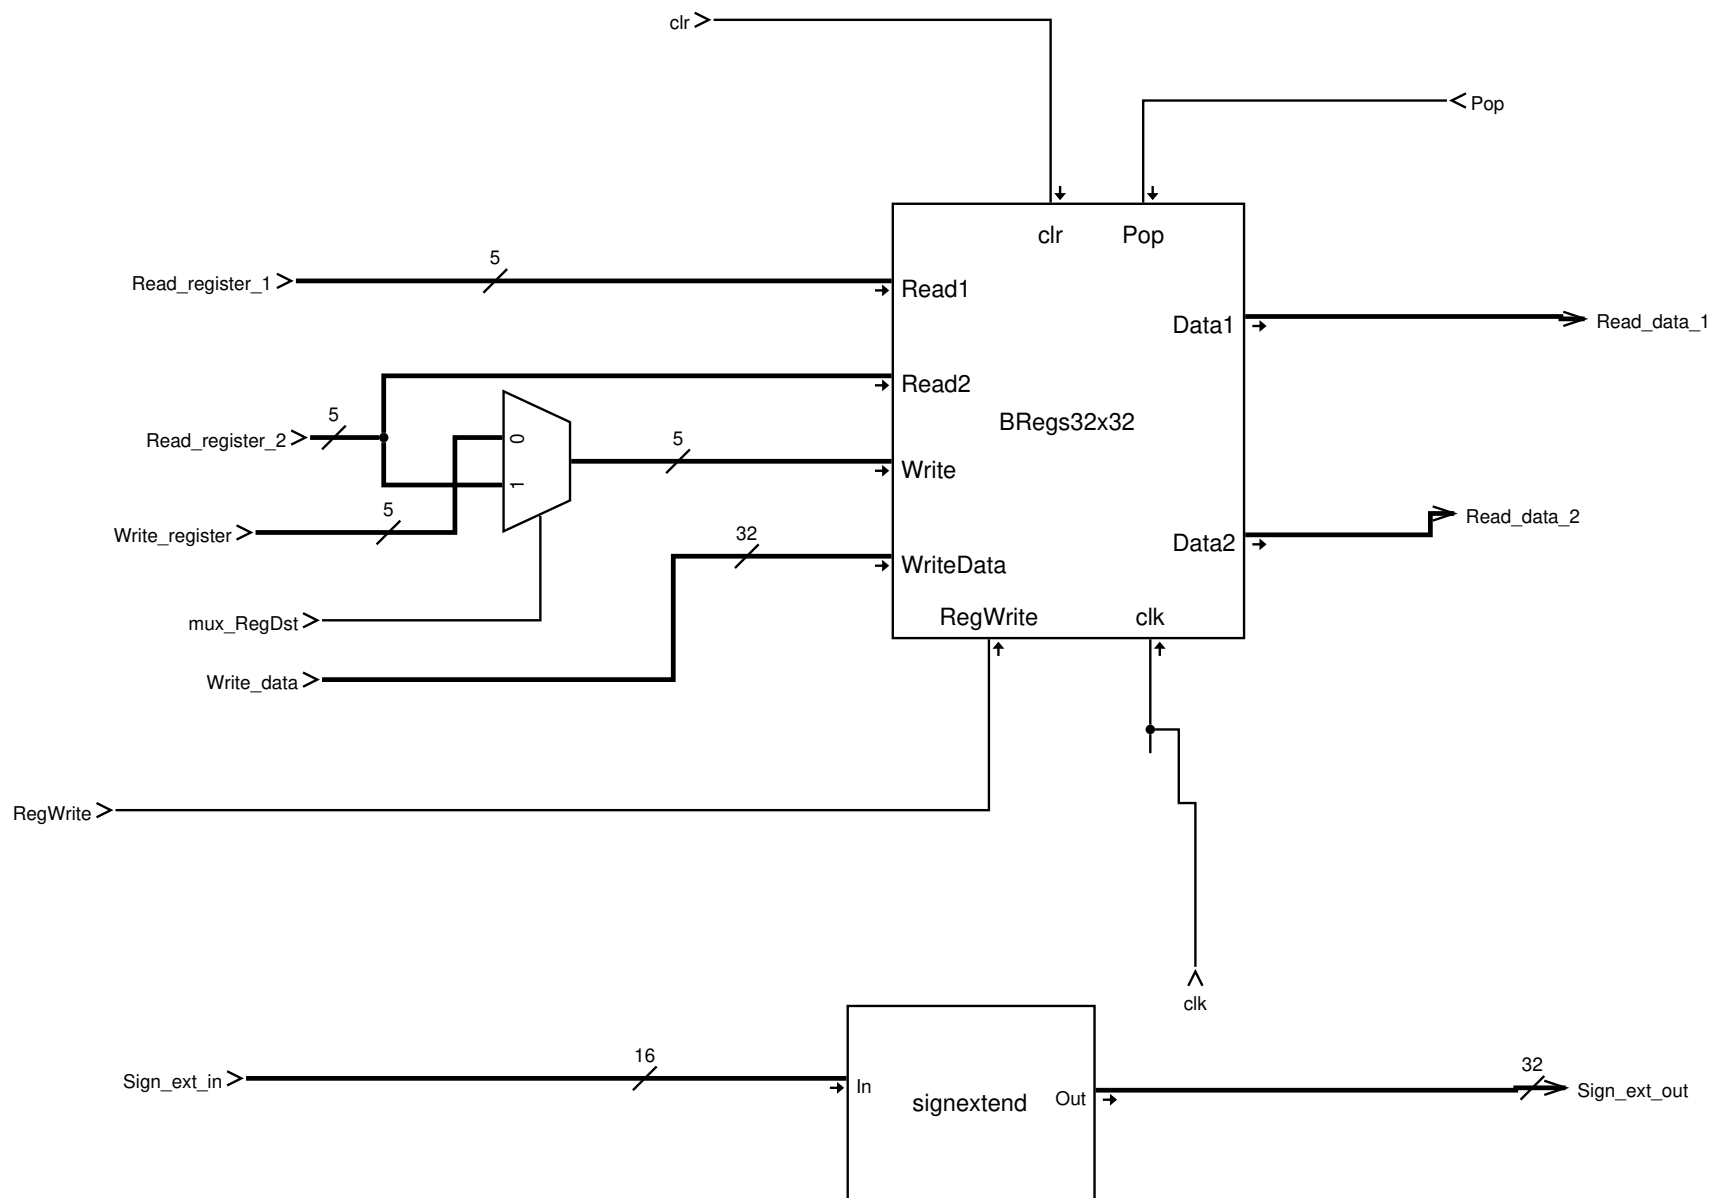 clr
Pop
clr
Pop
5
Read_register_1
Read1
Data1
Read_data_1
Read2
5
Read_register_2
0
BRegs32x32
5
Write
1
5
Write_register
Read_data_2
32
Data2
WriteData
mux_RegDst
RegWrite
clk
Write_data
RegWrite
clk
16
32
Sign_ext_in
In
signextend
Out
Sign_ext_out